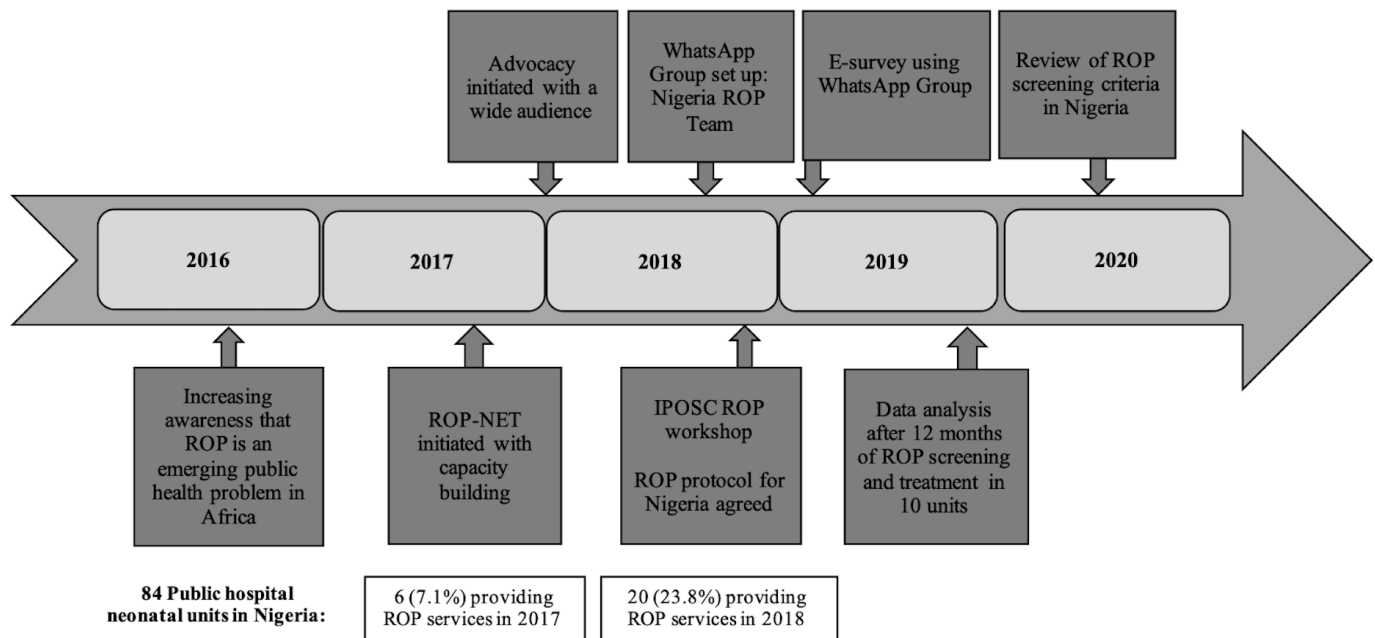 Advocacy
initiated with a
wide audience
WhatsApp
Group set up:
Nigeria ROP
Team
E-survey using
WhatsApp Group
Review of ROP
screening criteria
in Nigeria
2016
2017
2018
2019
2020
Increasing
awareness that
ROP is an
emerging public
health problem in
Africa
ROP-NET
initiated with
capacity
building
IPOSC ROP
workshop
ROP protocol for
Nigeria agreed
Data analysis
after 12 months
of ROP screening
and treatment in
10 units
84 Public hospital
neonatal units in Nigeria:
6 (7.1%) providing
ROP services in 2017
20 (23.8%) providing
ROP services in 2018